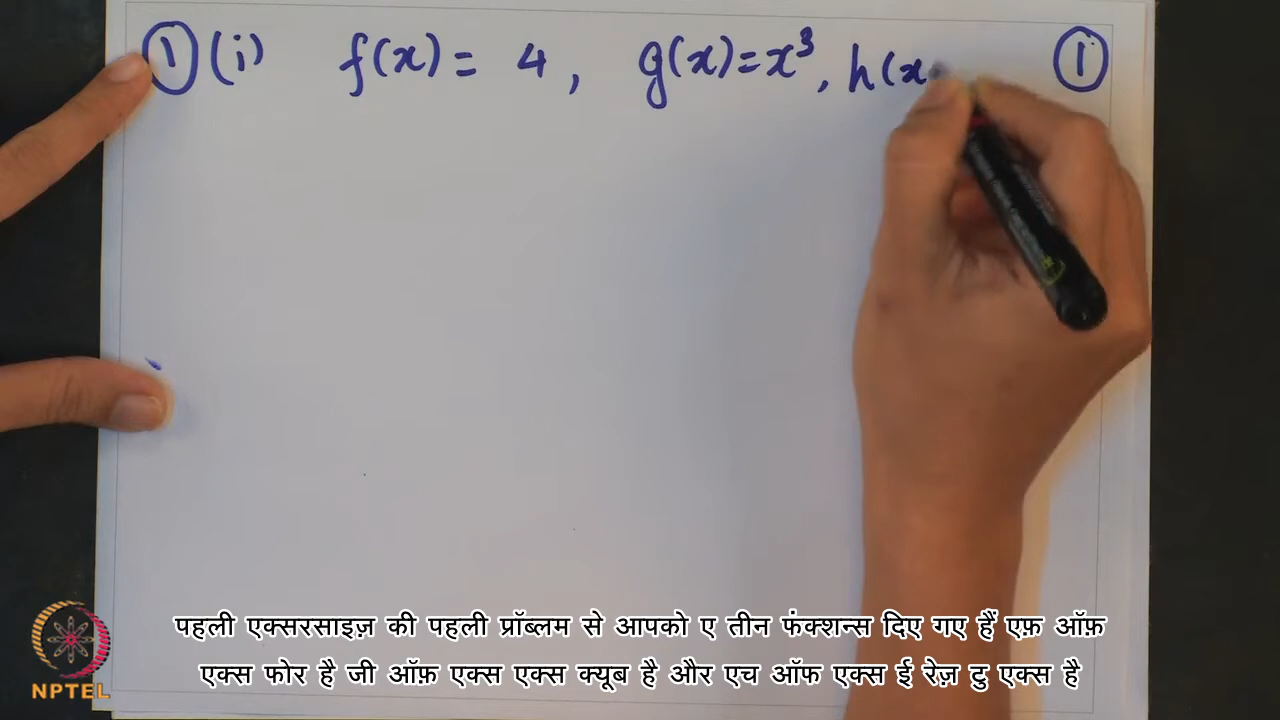 ① (i) f(x) = 4, g(x)=x³, h(x ①
पहली एक्सरसाइज़ की पहली प्रॉब्लम से आपको ए तीन फंक्शन्स दिए गए हैं एफ़ ऑफ़
एक्स फोर है जी ऑफ़ एक्स एक्स क्यूब है और एच ऑफ एक्स ई रेज़ टु एक्स है
NPTEL